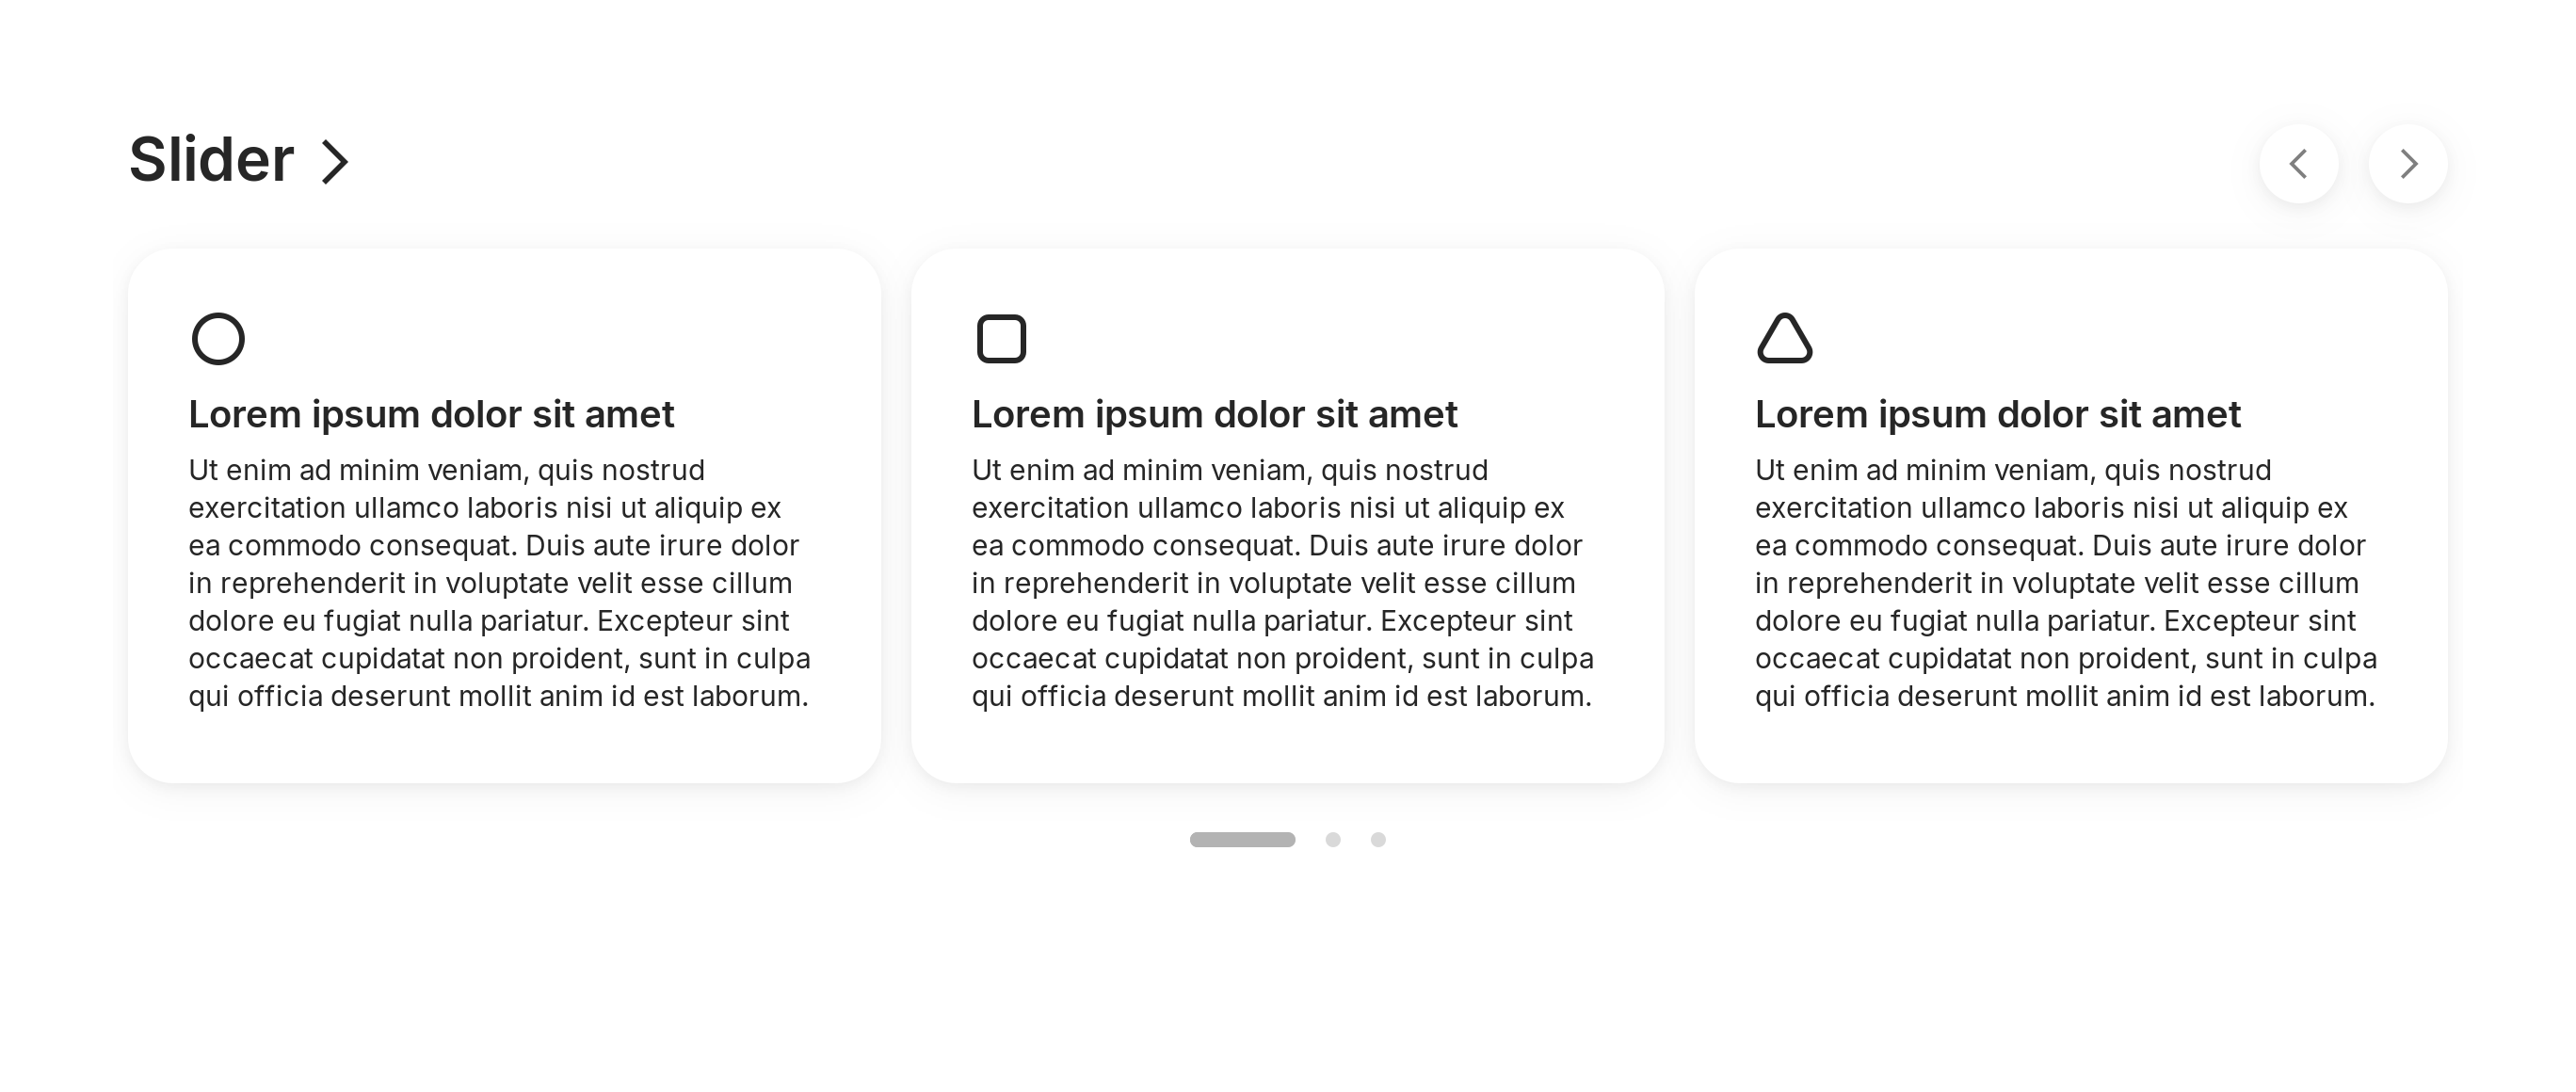 Slider
Lorem ipsum dolor sit amet
Ut enim ad minim veniam, quis nostrud
exercitation ullamco laboris nisi ut aliquip ex
ea commodo consequat. Duis aute irure dolor
in reprehenderit in voluptate velit esse cillum
dolore eu fugiat nulla pariatur. Excepteur sint
occaecat cupidatat non proident, sunt in culpa
qui officia deserunt mollit anim id est laborum.
Lorem ipsum dolor sit amet
Ut enim ad minim veniam, quis nostrud
exercitation ullamco laboris nisi ut aliquip ex
ea commodo consequat. Duis aute irure dolor
in reprehenderit in voluptate velit esse cillum
dolore eu fugiat nulla pariatur. Excepteur sint
occaecat cupidatat non proident, sunt in culpa
qui officia deserunt mollit anim id est laborum.
Lorem ipsum dolor sit amet
Ut enim ad minim veniam, quis nostrud
exercitation ullamco laboris nisi ut aliquip ex
ea commodo consequat. Duis aute irure dolor
in reprehenderit in voluptate velit esse cillum
dolore eu fugiat nulla pariatur. Excepteur sint
occaecat cupidatat non proident, sunt in culpa
qui officia deserunt mollit anim id est laborum.